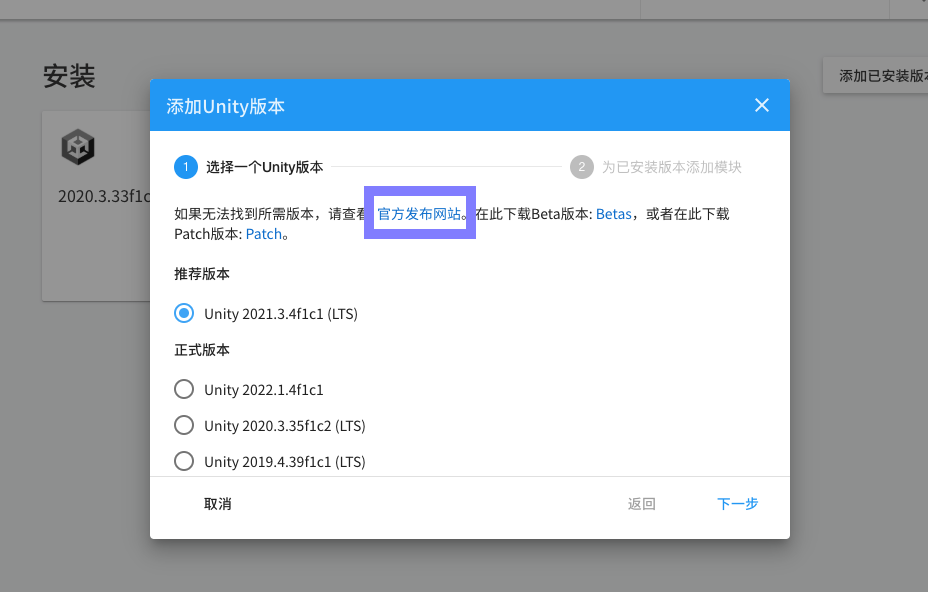 安装
添加已安装版本
添加Unity版本
1 选择一个Unity版本
2 为已安装版本添加模块
2020.3.33f1c
如果无法找到所需版本，请查看 官方发布网站。在此下载Beta版本: Betas，或者在此下载
Patch版本: Patch。
推荐版本
Unity 2021.3.4f1c1 (LTS)
正式版本
Unity 2022.1.4f1c1
Unity 2020.3.35f1c2 (LTS)
Unity 2019.4.39f1c1 (LTS)
取消
返回
下一步